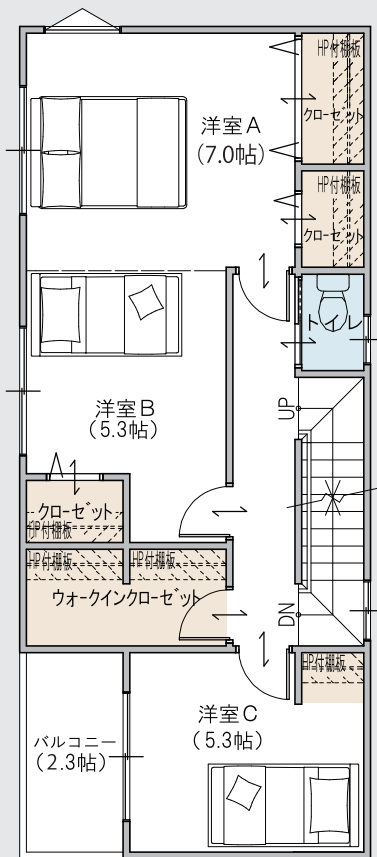 HP付棚板
クローゼット
洋室A
(7.0帖)
HP付棚板
クローゼット
トイレ
洋室B
(5.3帖)
UP
クローゼット
HP付棚板
HP付棚板
HP付棚板
ウォークインクローゼット
DN
HP付棚板
洋室C
(5.3帖)
バルコニー
(2.3帖)